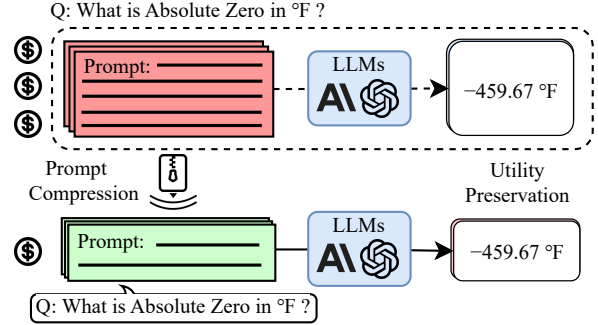 Q: What is Absolute Zero in °F ?
$
$
$
Prompt:
LLMs
−459.67 °F
Prompt
Compression
Utility
Preservation
$
Prompt:
LLMs
−459.67 °F
Q: What is Absolute Zero in °F ?